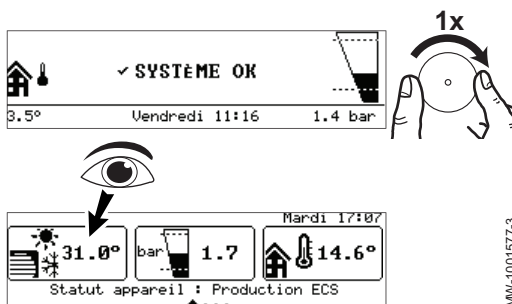 1x
✓ SYSTÈME OK
3.5° Vendredi 11:16 1.4 bar
Mardi 17:07
31.0° bar 1.7 14.6°
Statut appareil : Production ECS
WW-1001577-3